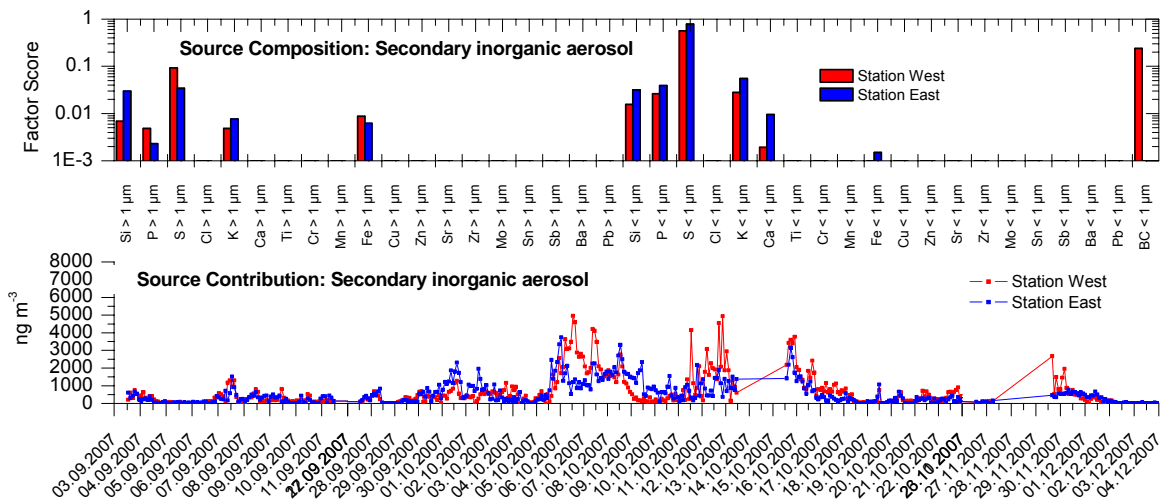 1
0.1
0.01
1E-3
Factor Score
Source Composition: Secondary inorganic aerosol
Station West
Station East
Si > 1 µm
P > 1 µm
S > 1 µm
Cl > 1 µm
K > 1 µm
Ca > 1 µm
Ti > 1 µm
Cr > 1 µm
Mn > 1 µm
Fe > 1 µm
Cu > 1 µm
Zn > 1 µm
Sr > 1 µm
Zr > 1 µm
Mo > 1 µm
Sn > 1 µm
Sb > 1 µm
Ba > 1 µm
Pb > 1 µm
Si < 1 µm
P < 1 µm
S < 1 µm
Cl < 1 µm
K < 1 µm
Ca < 1 µm
Ti < 1 µm
Cr < 1 µm
Mn < 1 µm
Fe < 1 µm
Cu < 1 µm
Zn < 1 µm
Sr < 1 µm
Zr < 1 µm
Mo < 1 µm
Sn < 1 µm
Sb < 1 µm
Ba < 1 µm
Pb < 1 µm
BC < 1 µm
8000
7000
6000
5000
4000
3000
2000
1000
0
ng m⁻³
Source Contribution: Secondary inorganic aerosol
Station West
Station East
03.09.2007
04.09.2007
05.09.2007
06.09.2007
07.09.2007
08.09.2007
09.09.2007
10.09.2007
11.09.2007
27.09.2007
28.09.2007
29.09.2007
30.09.2007
01.10.2007
02.10.2007
03.10.2007
04.10.2007
05.10.2007
06.10.2007
07.10.2007
08.10.2007
09.10.2007
10.10.2007
11.10.2007
12.10.2007
13.10.2007
14.10.2007
15.10.2007
16.10.2007
17.10.2007
18.10.2007
19.10.2007
20.10.2007
21.10.2007
22.10.2007
28.10.2007
27.11.2007
28.11.2007
29.11.2007
30.11.2007
01.12.2007
02.12.2007
03.12.2007
04.12.2007